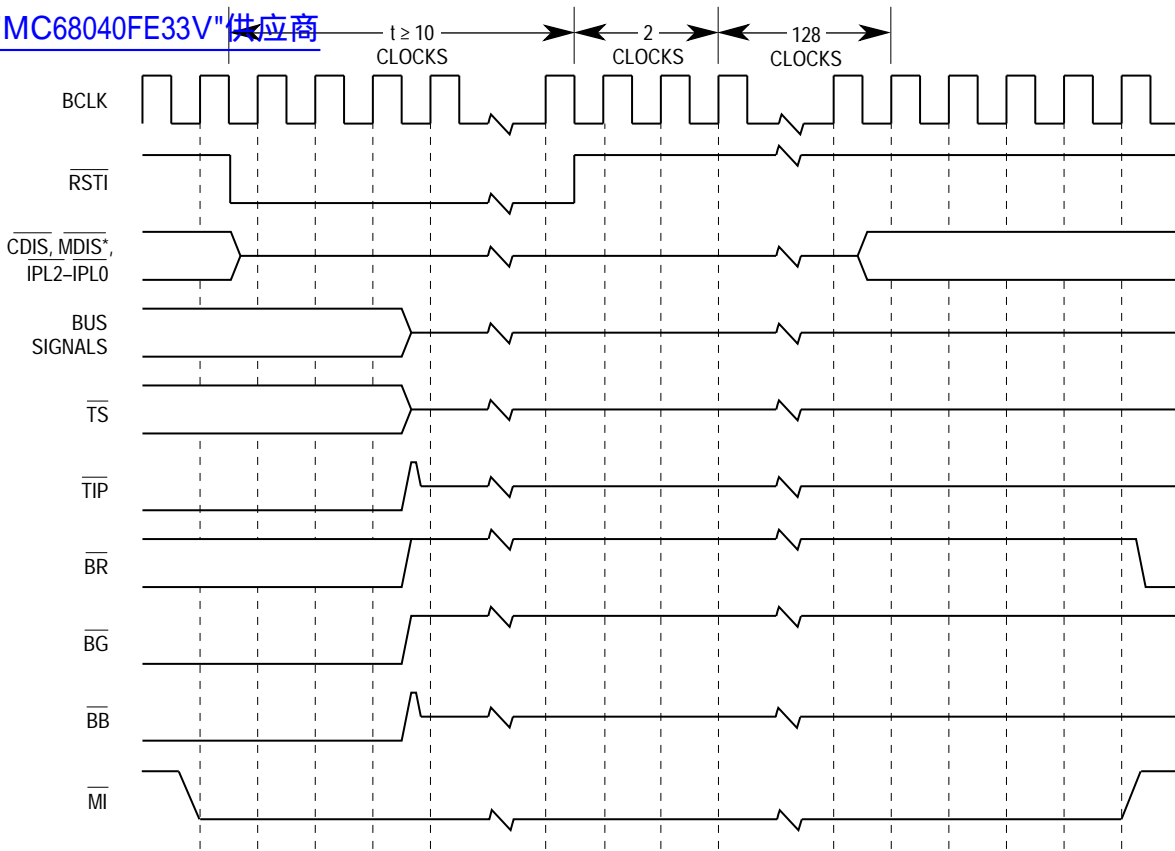 MC68040FE33V"供应商
t ≥ 10
CLOCKS
2
CLOCKS
128
CLOCKS
BCLK
RSTI
CDIS, MDIS*,
IPL2–IPL0
BUS
SIGNALS
TS
TIP
BR
BG
BB
MI